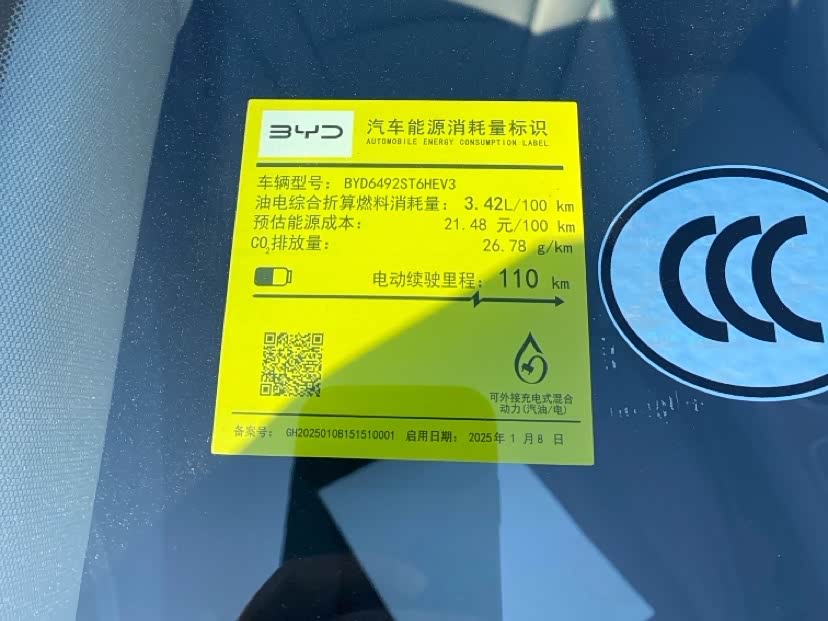 BYD 汽车能源消耗量标识
AUTOMOBILE ENERGY CONSUMPTION LABEL
车辆型号: BYD6492ST6HEV3
油电综合折算燃料消耗量: 3.42L/100 km
预估能源成本: 21.48 元/100 km
CO₂排放量: 26.78 g/km
电动续驶里程: 110 km
可外接充电式混合
动力(汽油/电)
备案号: GH20250108151510001 启用日期: 2025年1月8日
CCC